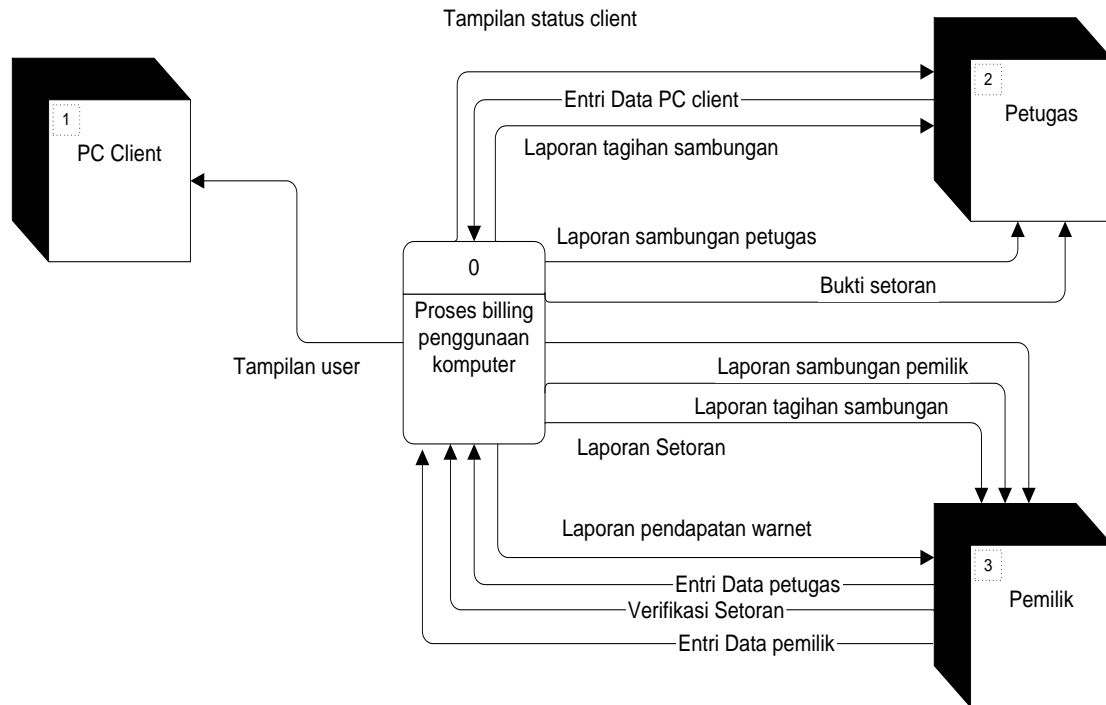 Tampilan status client
1
PC Client
2
Petugas
Entri Data PC client
Laporan tagihan sambungan
Laporan sambungan petugas
Bukti setoran
0
Proses billing
penggunaan
komputer
Tampilan user
Laporan sambungan pemilik
Laporan tagihan sambungan
Laporan Setoran
Laporan pendapatan warnet
3
Pemilik
Entri Data petugas
Verifikasi Setoran
Entri Data pemilik